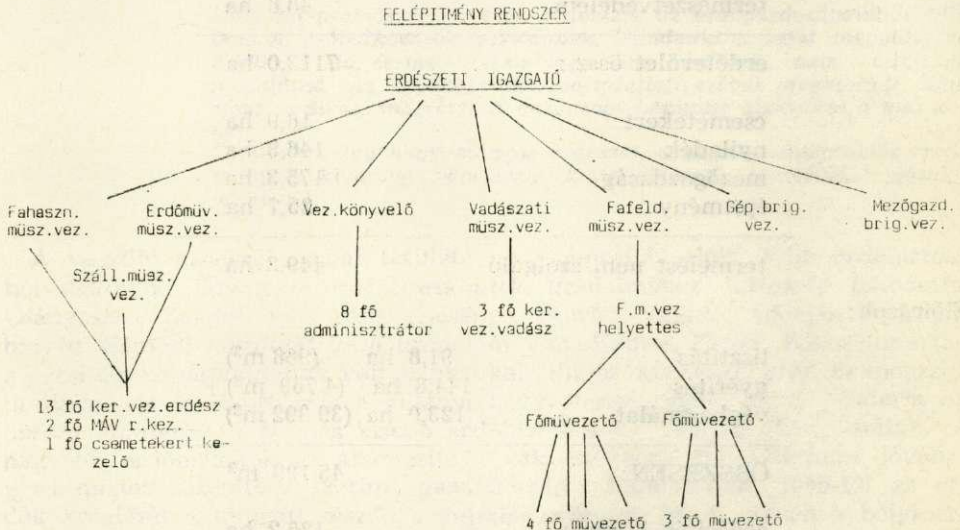 FELÉPITMÉNY RENDSZER
ERDÉSZETI IGAZGATÓ
Fahaszn. müsz.vez.
Erdőmüv. müsz.vez.
Száll.müsz. vez.
Vez.könyvelő
Vadászati müsz.vez.
Fafeld. müsz.vez.
Gép.brig. vez.
Mezőgazd. brig.vez.
8 fő
adminisztrátor
3 fő ker.
vez.vadász
F.m.vez
helyettes
13 fő ker.vez.erdész
2 fő MÁV r.kez.
1 fő csemetekert ke-
zelő
Főmüvezető
Főmüvezető
4 fő müvezető
3 fő müvezető